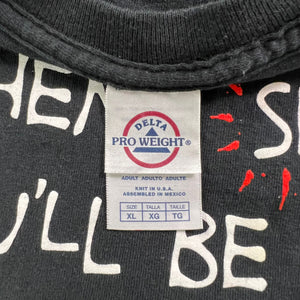 HEN S
DELTA
PRO WEIGHT®
ADULT ADULTO ADULTE
KNIT IN U.S.A.
ASSEMBLED IN MEXICO
SIZE TALLA TAILLE
XL XG TG
'LL BE